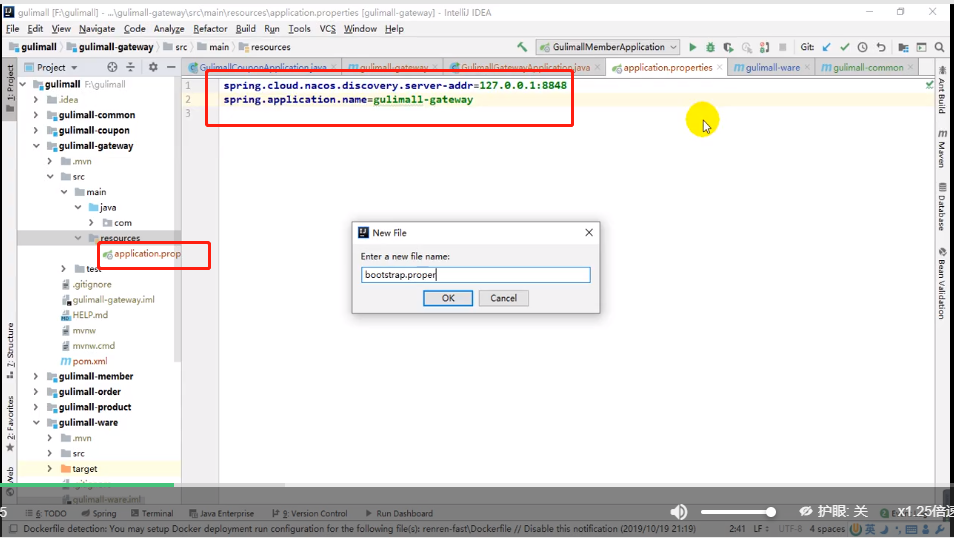 gulimall [F:\gulimall] - ...\gulimall-gateway\src\main\resources\application.properties [gulimall-gateway] - IntelliJ IDEA
File Edit View Navigate Code Analyze Refactor Build Run Tools VCS Window Help
gulimall gulimall-gateway src main resources GulimallMemberApplication Git:
Project GulimallCouponApplication.java gulimall-gateway GulimallGatewayApplication.java application.properties gulimall-ware gulimall-common
1: Project
gulimall F:\gulimall
.idea
gulimall-common
gulimall-coupon
gulimall-gateway
.mvn
src
main
java
com
resources
application.prop
test
.gitignore
gulimall-gateway.iml
HELP.md
mvnw
mvnw.cmd
pom.xml
gulimall-member
gulimall-order
gulimall-product
gulimall-ware
.mvn
src
target
.gitignore
gulimall-ware.iml
7: Structure
2: Favorites
Web
1 spring.cloud.nacos.discovery.server-addr=127.0.0.1:8848
2 spring.application.name=gulimall-gateway
3
New File
Enter a new file name:
bootstrap.proper
OK Cancel
Ant Build
Maven
Database
Bean Validation
5
6: TODO Spring Terminal Java Enterprise 9: Version Control Run Dashboard
护眼: 关 x1.25倍速
Dockerfile detection: You may setup Docker deployment run configuration for the following file(s): renren-fast\Dockerfile // Disable this notification (2019/10/19 21:19) 2:41 LF UTF-8 4 spaces 英